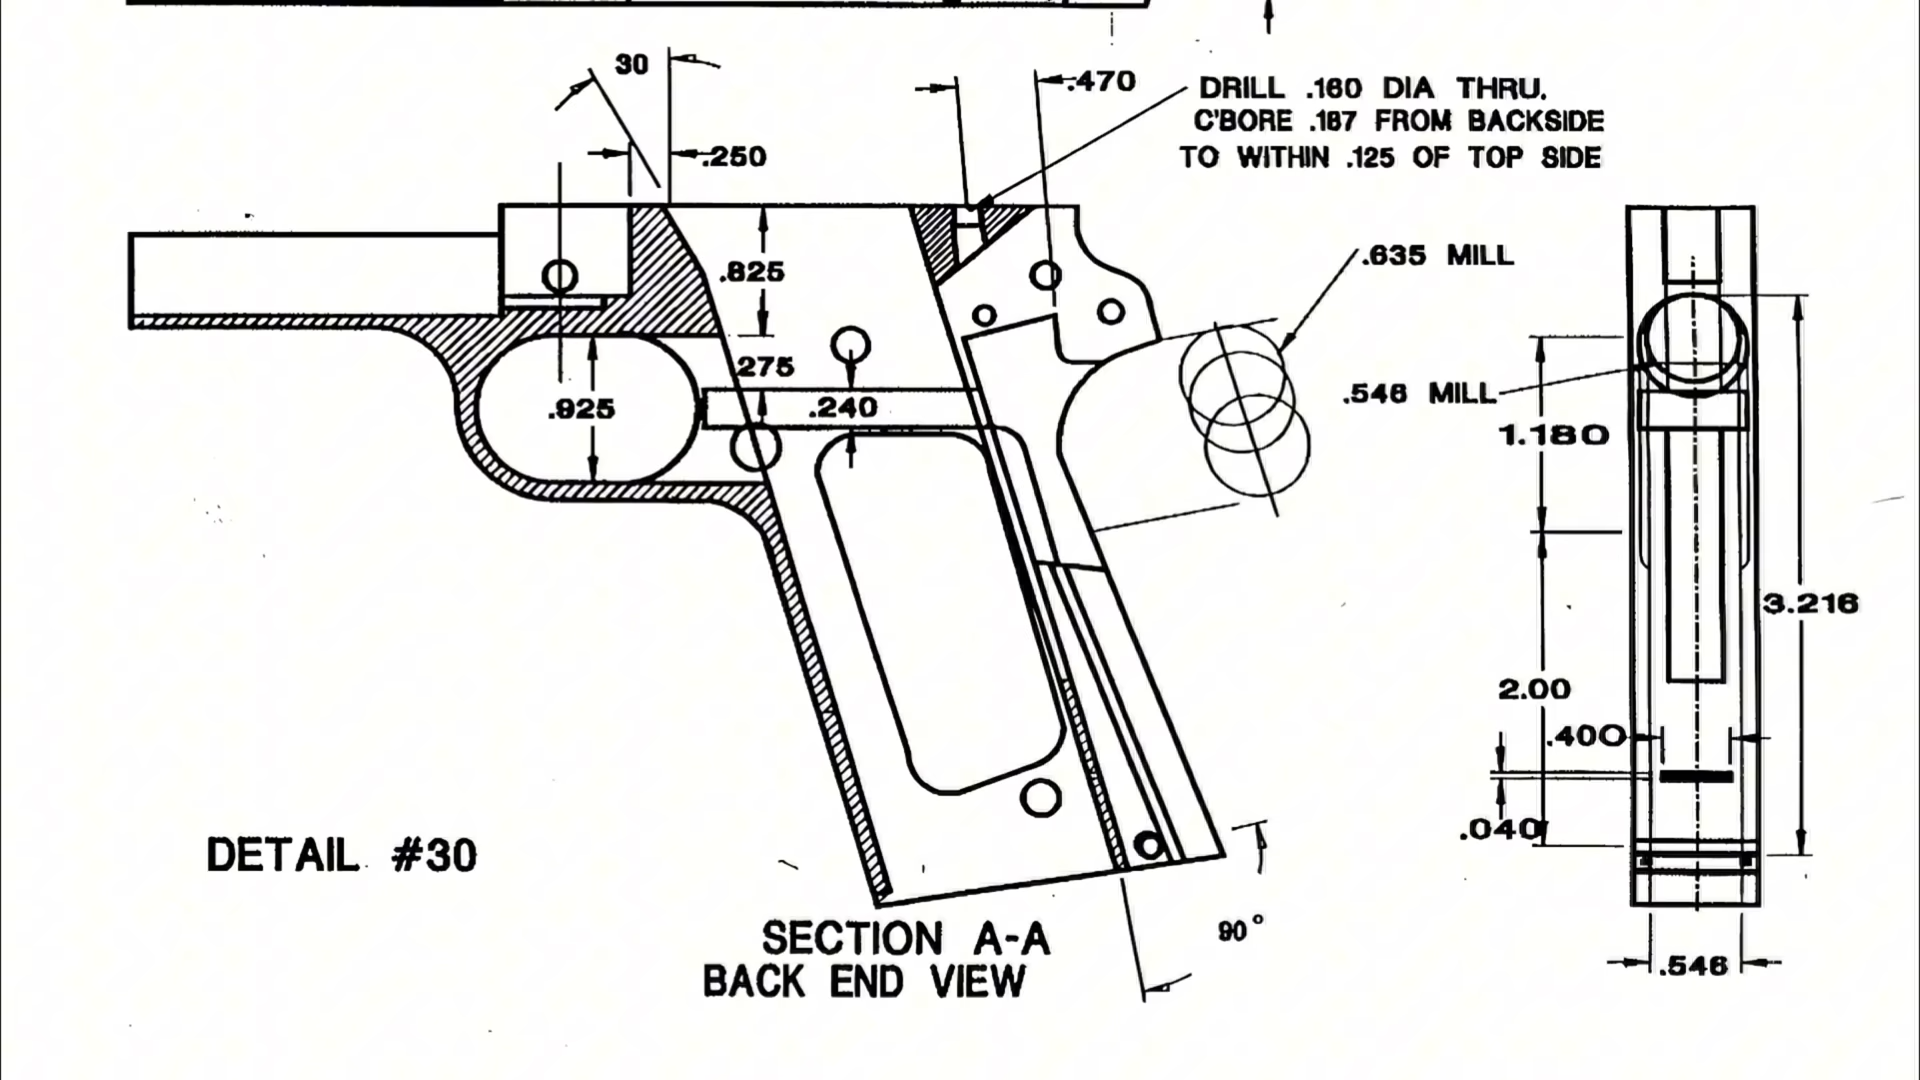 30
.470
DRILL .160 DIA THRU.
C'BORE .187 FROM BACKSIDE
TO WITHIN .125 OF TOP SIDE
.250
.825
.635 MILL
275
.925
.240
.546 MILL
1.180
3.216
2.00
.400
.040
DETAIL #30
SECTION A-A
BACK END VIEW
90°
.546